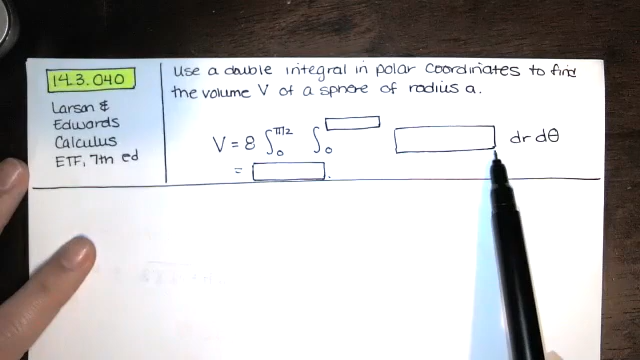 14.3.040
Larson &
Edwards
Calculus
ETF, 7th ed
use a double integral in polar coordinates to find
the volume V of a sphere of radius a.
V = 8 ∫₀^π/2 ∫₀ dr dθ
= .